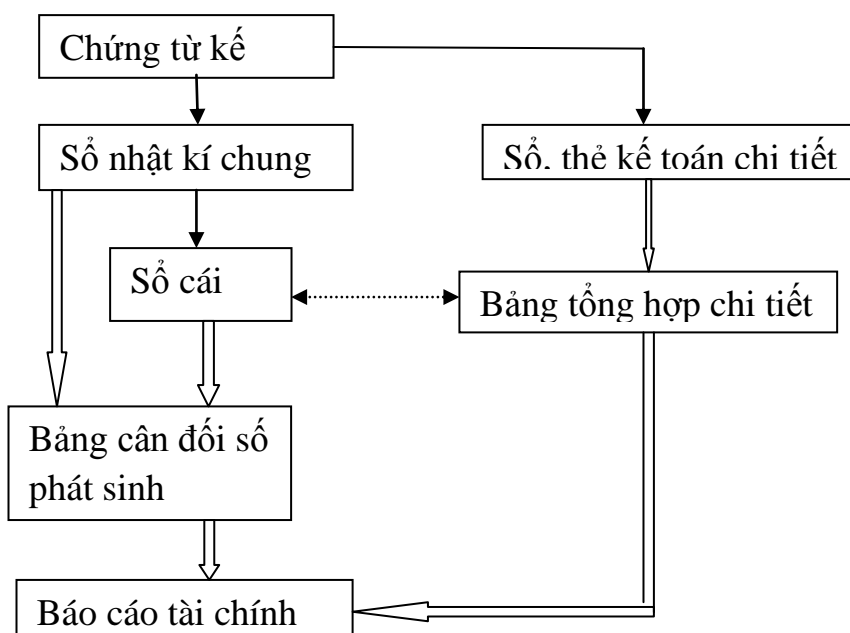 Chứng từ kế
Sổ nhật kí chung
Sổ, thẻ kế toán chi tiết
Sổ cái
Bảng tổng hợp chi tiết
Bảng cân đối số
phát sinh
Báo cáo tài chính